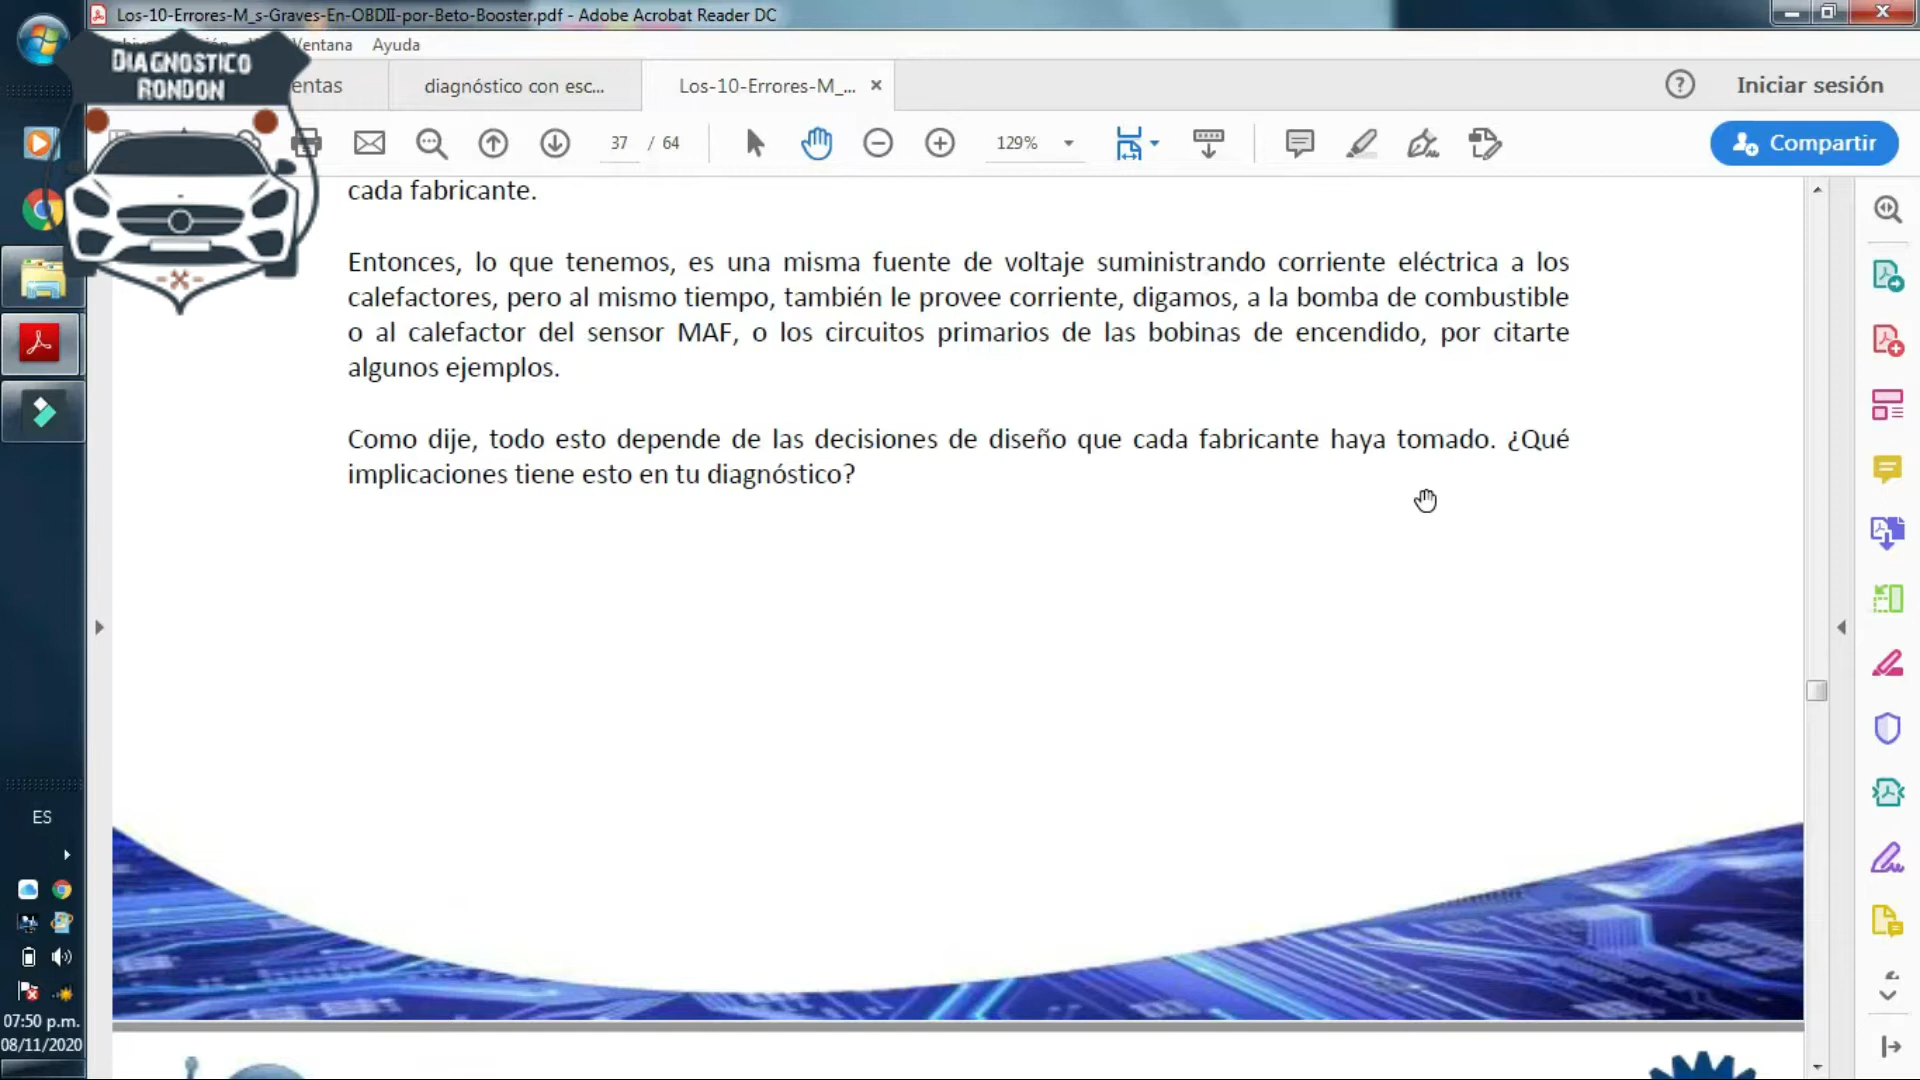 Los-10-Errores-M_s-Graves-En-OBDII-por-Beto-Booster.pdf - Adobe Acrobat Reader DC
Ventana Ayuda
DIAGNOSTICO
RONDON
entas
diagnóstico con esc...
Los-10-Errores-M_...
Iniciar sesión
37 / 64
129%
Compartir
cada fabricante.
Entonces, lo que tenemos, es una misma fuente de voltaje suministrando corriente eléctrica a los
calefactores, pero al mismo tiempo, también le provee corriente, digamos, a la bomba de combustible
o al calefactor del sensor MAF, o los circuitos primarios de las bobinas de encendido, por citarte
algunos ejemplos.
Como dije, todo esto depende de las decisiones de diseño que cada fabricante haya tomado. ¿Qué
implicaciones tiene esto en tu diagnóstico?
ES
07:50 p.m.
08/11/2020